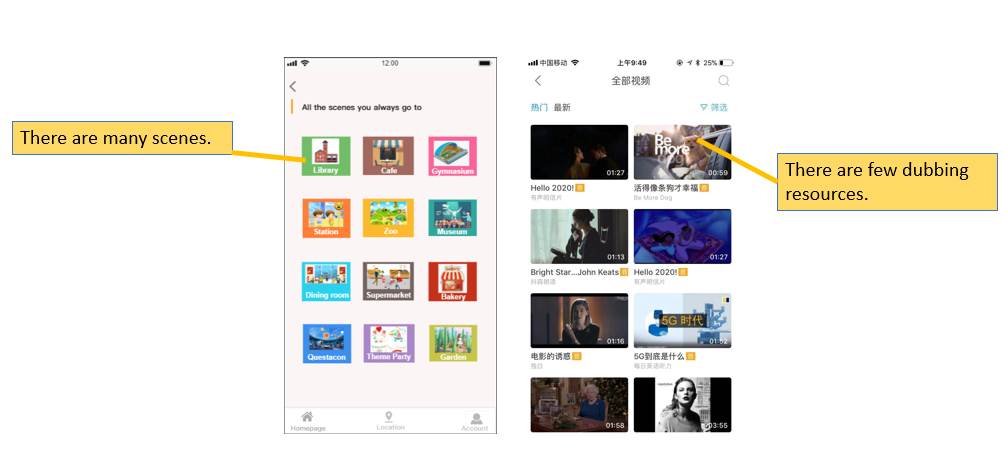 There are many scenes.
12:00
All the scenes you always go to
Library
Cafe
Gymnasium
Station
Zoo
Museum
Dining room
Supermarket
Bakery
Questacon
Theme Party
Garden
Homepage
Location
Account
中国移动
上午9:49
25%
全部视频
热门 最新
筛选
01:27
Be
more
dog
00:59
Hello 2020!
有声明信片
活得像条狗才幸福
Be More Dog
01:13
01:27
Bright Star...John Keats
Hello 2020!
有声明信片
01:16
5G 时代
01:52
电影的诱惑
独白
5G到底是什么
每日英语听力
01:58
03:55
There are few dubbing
resources.